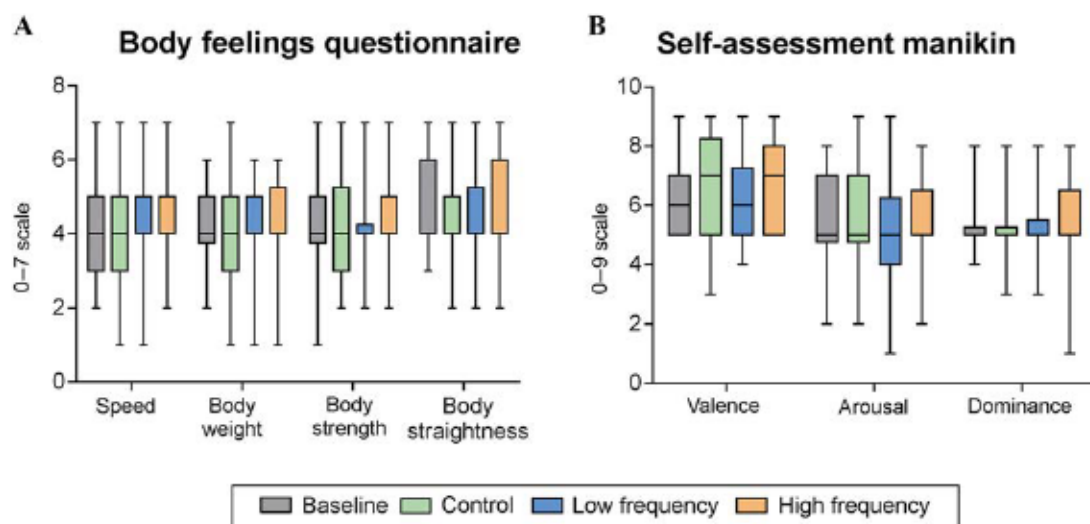 A
Body feelings questionnaire
8
6
4
2
0
0–7 scale
Speed
Body
weight
Body
strength
Body
straightness
B
Self-assessment manikin
10
8
6
4
2
0
0–9 scale
Valence
Arousal
Dominance
Baseline Control Low frequency High frequency